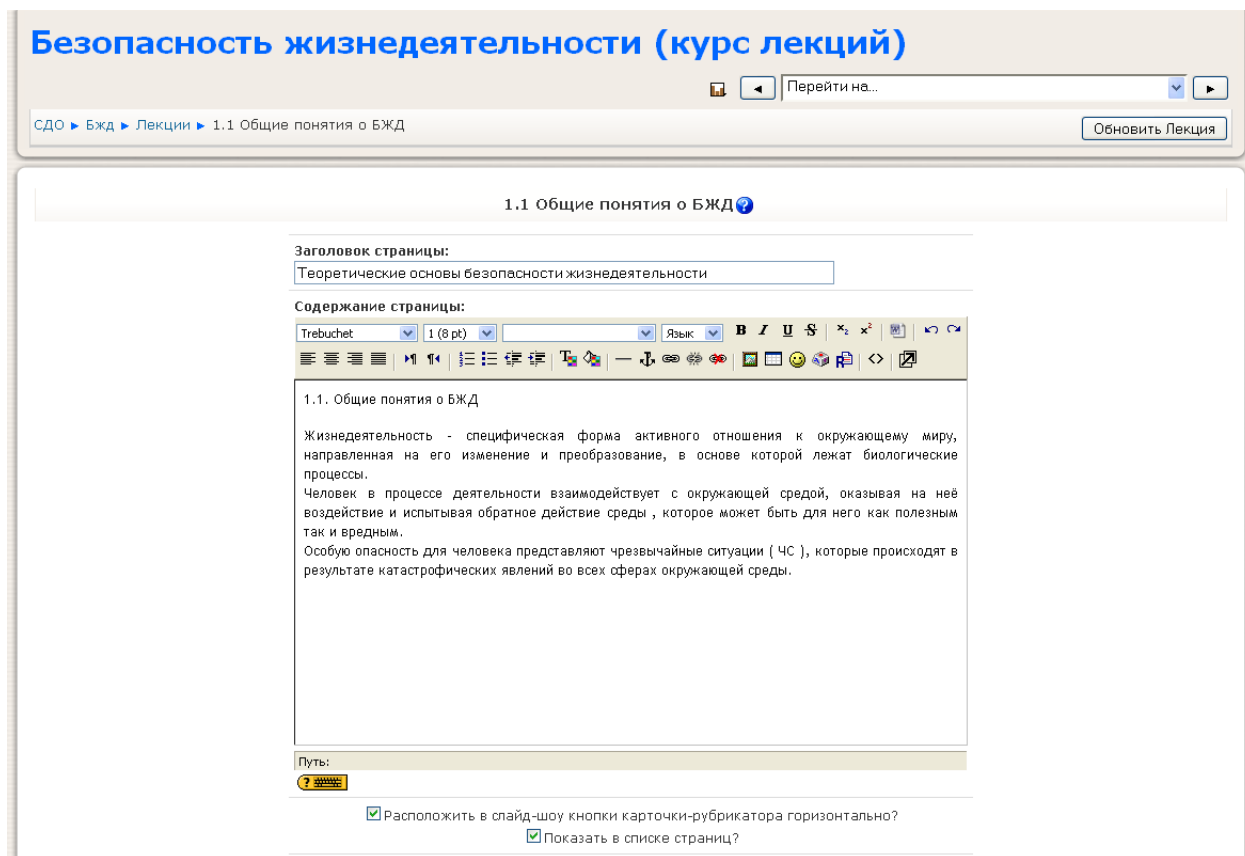 Безопасность жизнедеятельности (курс лекций)
Перейти на...
СДО ► Бжд ► Лекции ► 1.1 Общие понятия о БЖД
Обновить Лекция
1.1 Общие понятия о БЖД
Заголовок страницы:
Теоретические основы безопасности жизнедеятельности
Содержание страницы:
Trebuchet 1 (8 pt) Язык B I U S x₂ x²
1.1. Общие понятия о БЖД
Жизнедеятельность - специфическая форма активного отношения к окружающему миру,
направленная на его изменение и преобразование, в основе которой лежат биологические
процессы.
Человек в процессе деятельности взаимодействует с окружающей средой, оказывая на неё
воздействие и испытывая обратное действие среды , которое может быть для него как полезным
так и вредным.
Особую опасность для человека представляют чрезвычайные ситуации ( ЧС ), которые происходят в
результате катастрофических явлений во всех сферах окружающей среды.
Путь:
Расположить в слайд-шоу кнопки карточки-рубрикатора горизонтально?
Показать в списке страниц?